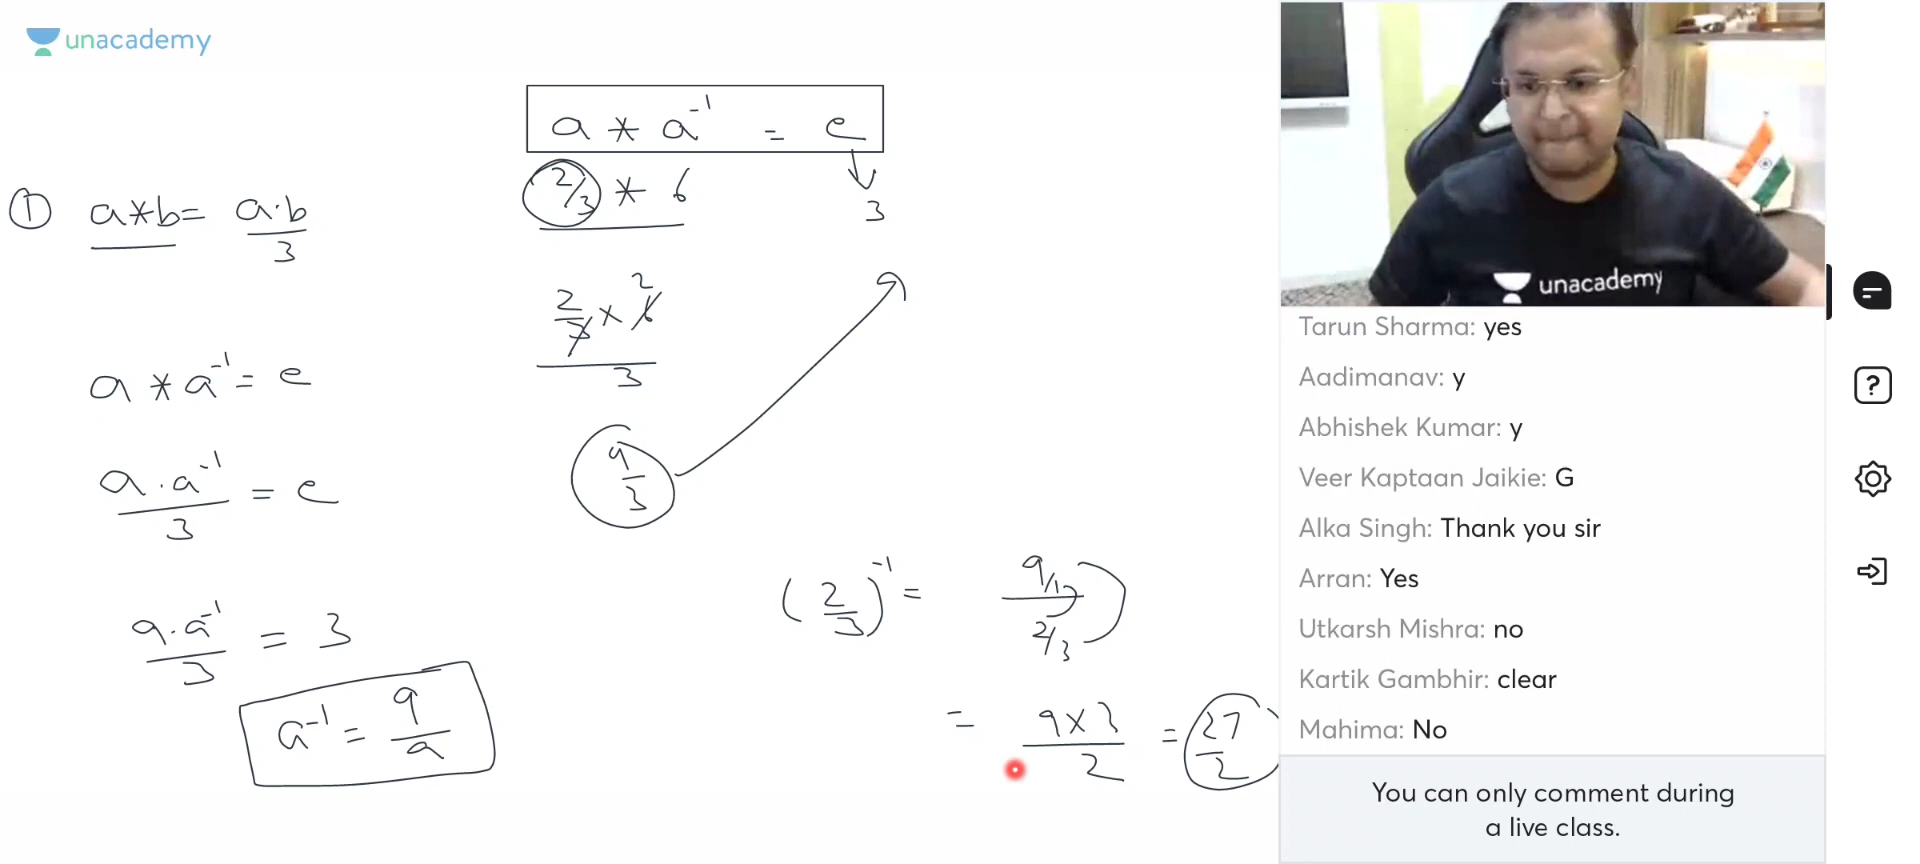 unacademy
a * a⁻¹ = e
2/3 * 6
3
① a*b = a·b/3
2/3 × 6 2
3
a * a⁻¹ = e
9/3
a·a⁻¹/3 = e
a·a⁻¹/3 = 3
a⁻¹ = 9/a
(2/3)⁻¹ =
2/3
= 9×3/2 = 27/2
unacademy
Tarun Sharma: yes
Aadimanav: y
Abhishek Kumar: y
Veer Kaptaan Jaikie: G
Alka Singh: Thank you sir
Arran: Yes
Utkarsh Mishra: no
Kartik Gambhir: clear
Mahima: No
You can only comment during
a live class.
?